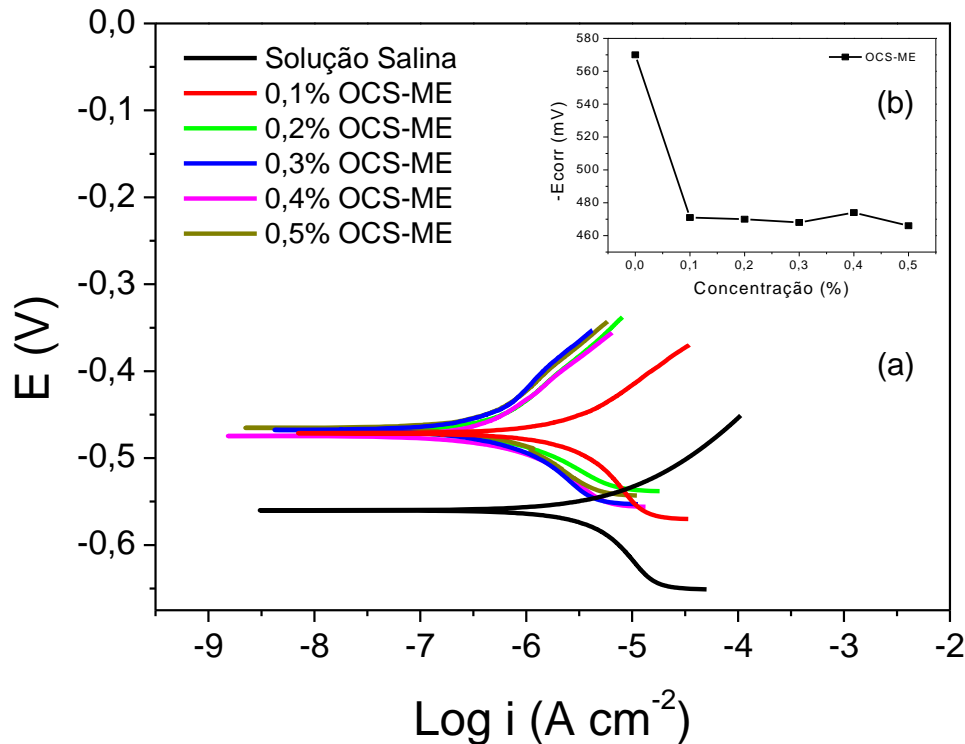 0,0
-0,1
-0,2
-0,3
-0,4
-0,5
-0,6
E (V)
-9
-8
-7
-6
-5
-4
-3
-2
Log i (A cm⁻²)
Solução Salina
0,1% OCS-ME
0,2% OCS-ME
0,3% OCS-ME
0,4% OCS-ME
0,5% OCS-ME
(a)
580
560
540
520
500
480
460
-Ecorr (mV)
OCS-ME
(b)
0,0
0,1
0,2
0,3
0,4
0,5
Concentração (%)